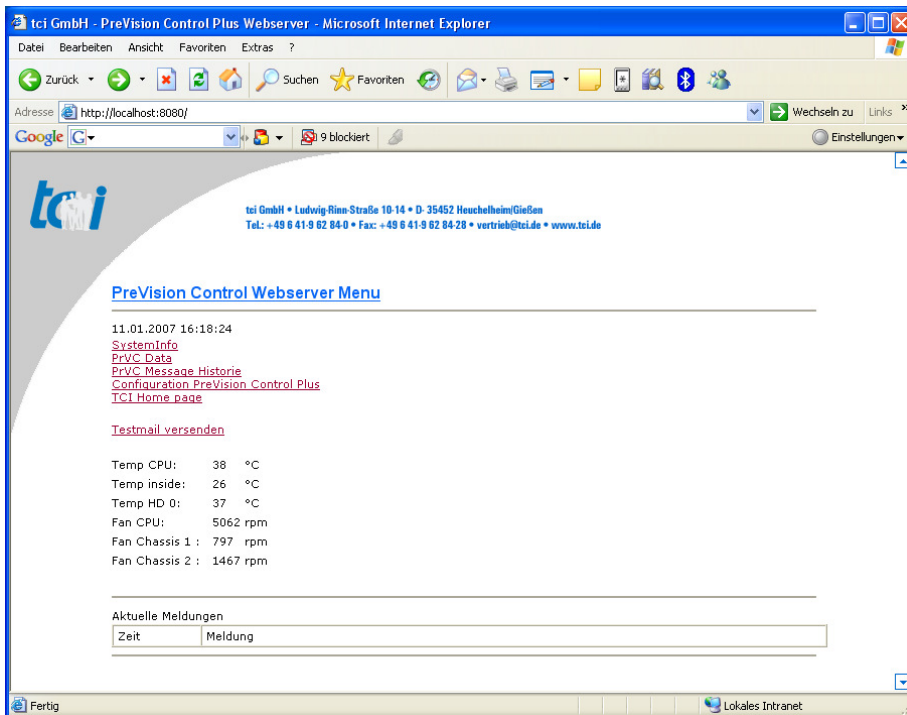 tci GmbH - PreVision Control Plus Webserver - Microsoft Internet Explorer
Datei Bearbeiten Ansicht Favoriten Extras ?
Zurück Suchen Favoriten
Adresse http://localhost:8080/ Wechseln zu Links »
Google G 9 blockiert Einstellungen
tci
tci GmbH • Ludwig-Rinn-Straße 10-14 • D- 35452 Heuchelheim/Gießen
Tel.: +49 6 41-9 62 84-0 • Fax: +49 6 41-9 62 84-28 • vertrieb@tci.de • www.tci.de
PreVision Control Webserver Menu
11.01.2007 16:18:24
SystemInfo
PrVC Data
PrVC Message Historie
Configuration PreVision Control Plus
TCI Home page
Testmail versenden
Temp CPU: 38 °C
Temp inside: 26 °C
Temp HD 0: 37 °C
Fan CPU: 5062 rpm
Fan Chassis 1 : 797 rpm
Fan Chassis 2 : 1467 rpm
Aktuelle Meldungen
Zeit Meldung
Fertig Lokales Intranet